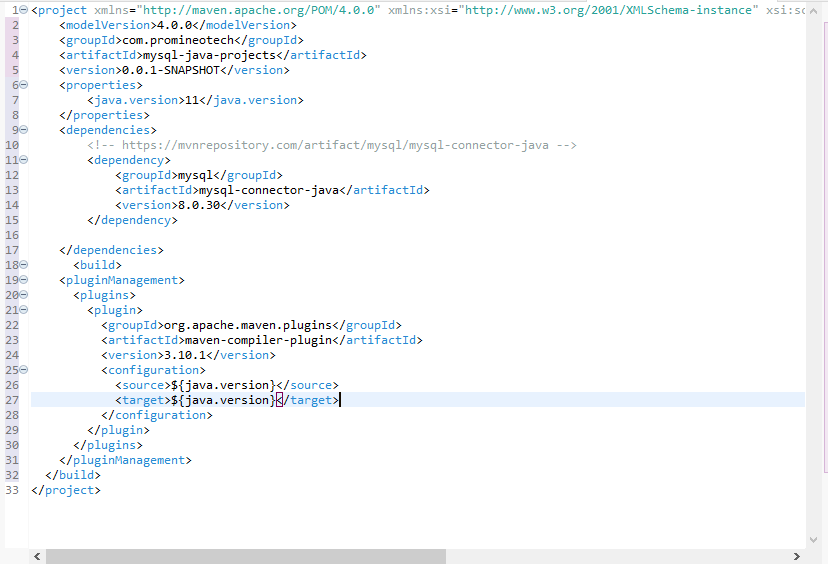 1 <project xmlns="http://maven.apache.org/POM/4.0.0" xmlns:xsi="http://www.w3.org/2001/XMLSchema-instance" xsi:sc
2     <modelVersion>4.0.0</modelVersion>
3     <groupId>com.promineotech</groupId>
4     <artifactId>mysql-java-projects</artifactId>
5     <version>0.0.1-SNAPSHOT</version>
6     <properties>
7         <java.version>11</java.version>
8     </properties>
9     <dependencies>
10         <!-- https://mvnrepository.com/artifact/mysql/mysql-connector-java -->
11         <dependency>
12             <groupId>mysql</groupId>
13             <artifactId>mysql-connector-java</artifactId>
14             <version>8.0.30</version>
15         </dependency>
16
17     </dependencies>
18       <build>
19     <pluginManagement>
20       <plugins>
21         <plugin>
22           <groupId>org.apache.maven.plugins</groupId>
23           <artifactId>maven-compiler-plugin</artifactId>
24           <version>3.10.1</version>
25           <configuration>
26             <source>${java.version}</source>
27             <target>${java.version}</target>
28           </configuration>
29         </plugin>
30       </plugins>
31     </pluginManagement>
32   </build>
33 </project>